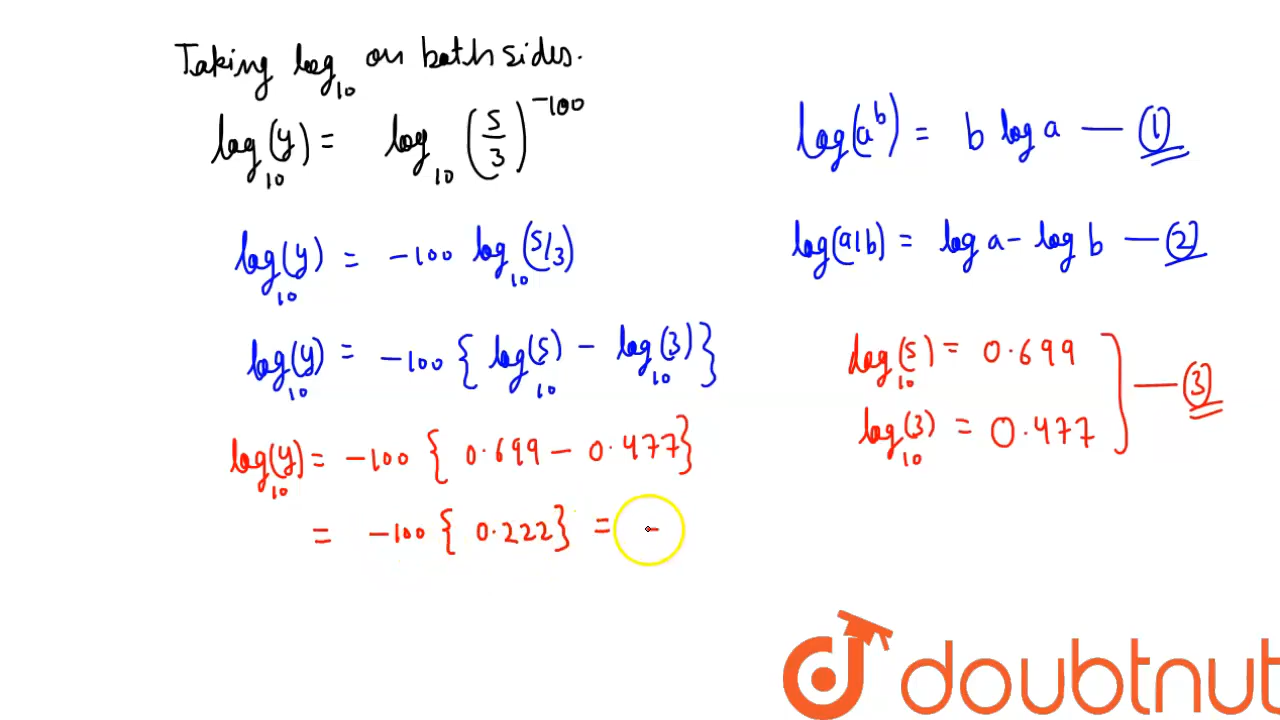 Taking log₁₀ on both sides.
log₁₀(y) = log₁₀(5/3)⁻¹⁰⁰
log₁₀(y) = -100 log₁₀(5/3)
log₁₀(y) = -100 { log₁₀(5) - log₁₀(3) }
log₁₀(y) = -100 { 0.699 - 0.477 }
= -100 { 0.222 } = -
log(aᵇ) = b log a — ①
log(a/b) = log a - log b — ②
log₁₀(5) = 0.699
log₁₀(3) = 0.477 } — ③
doubtnut